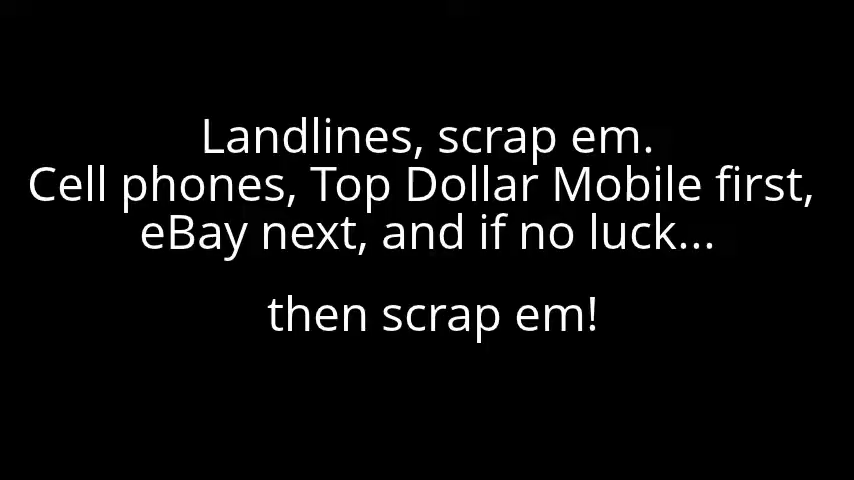 Landlines, scrap em.
Cell phones, Top Dollar Mobile first,
eBay next, and if no luck...
then scrap em!